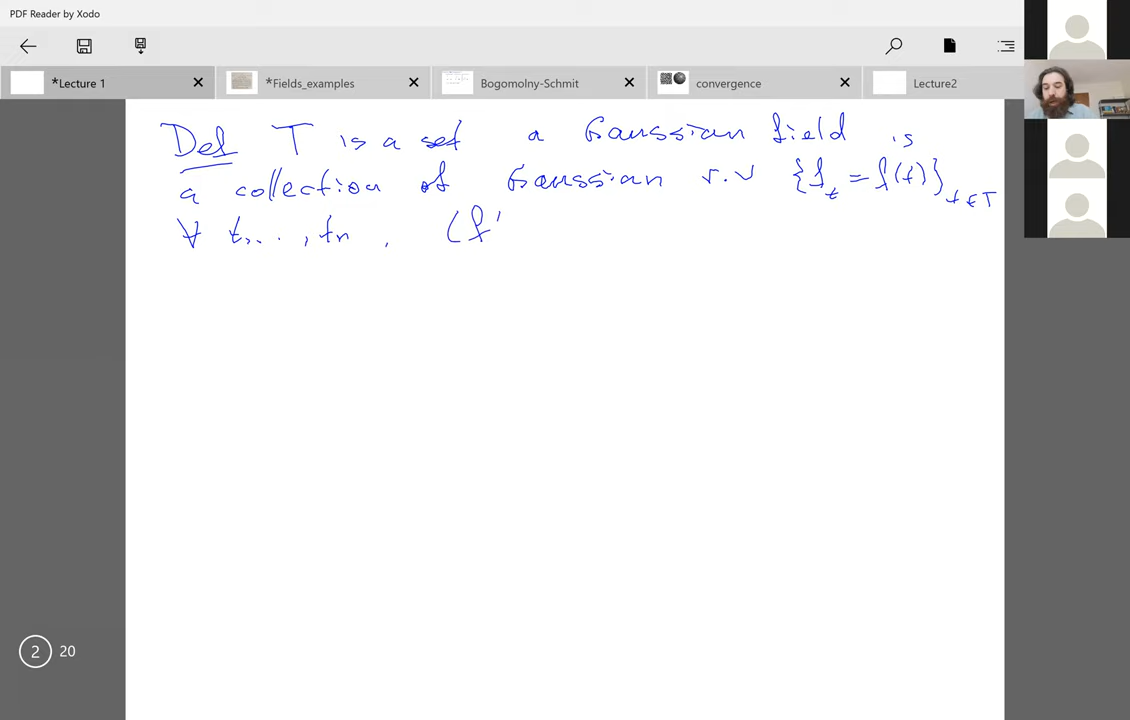 PDF Reader by Xodo
*Lecture 1
*Fields_examples
Bogomolny-Schmit
convergence
Lecture2
Def T is a set a Gaussian field is
a collection of Gaussian r.v {f_t = f(t)}_{t∈T}
∀ t,..., tn , (f'
2 20